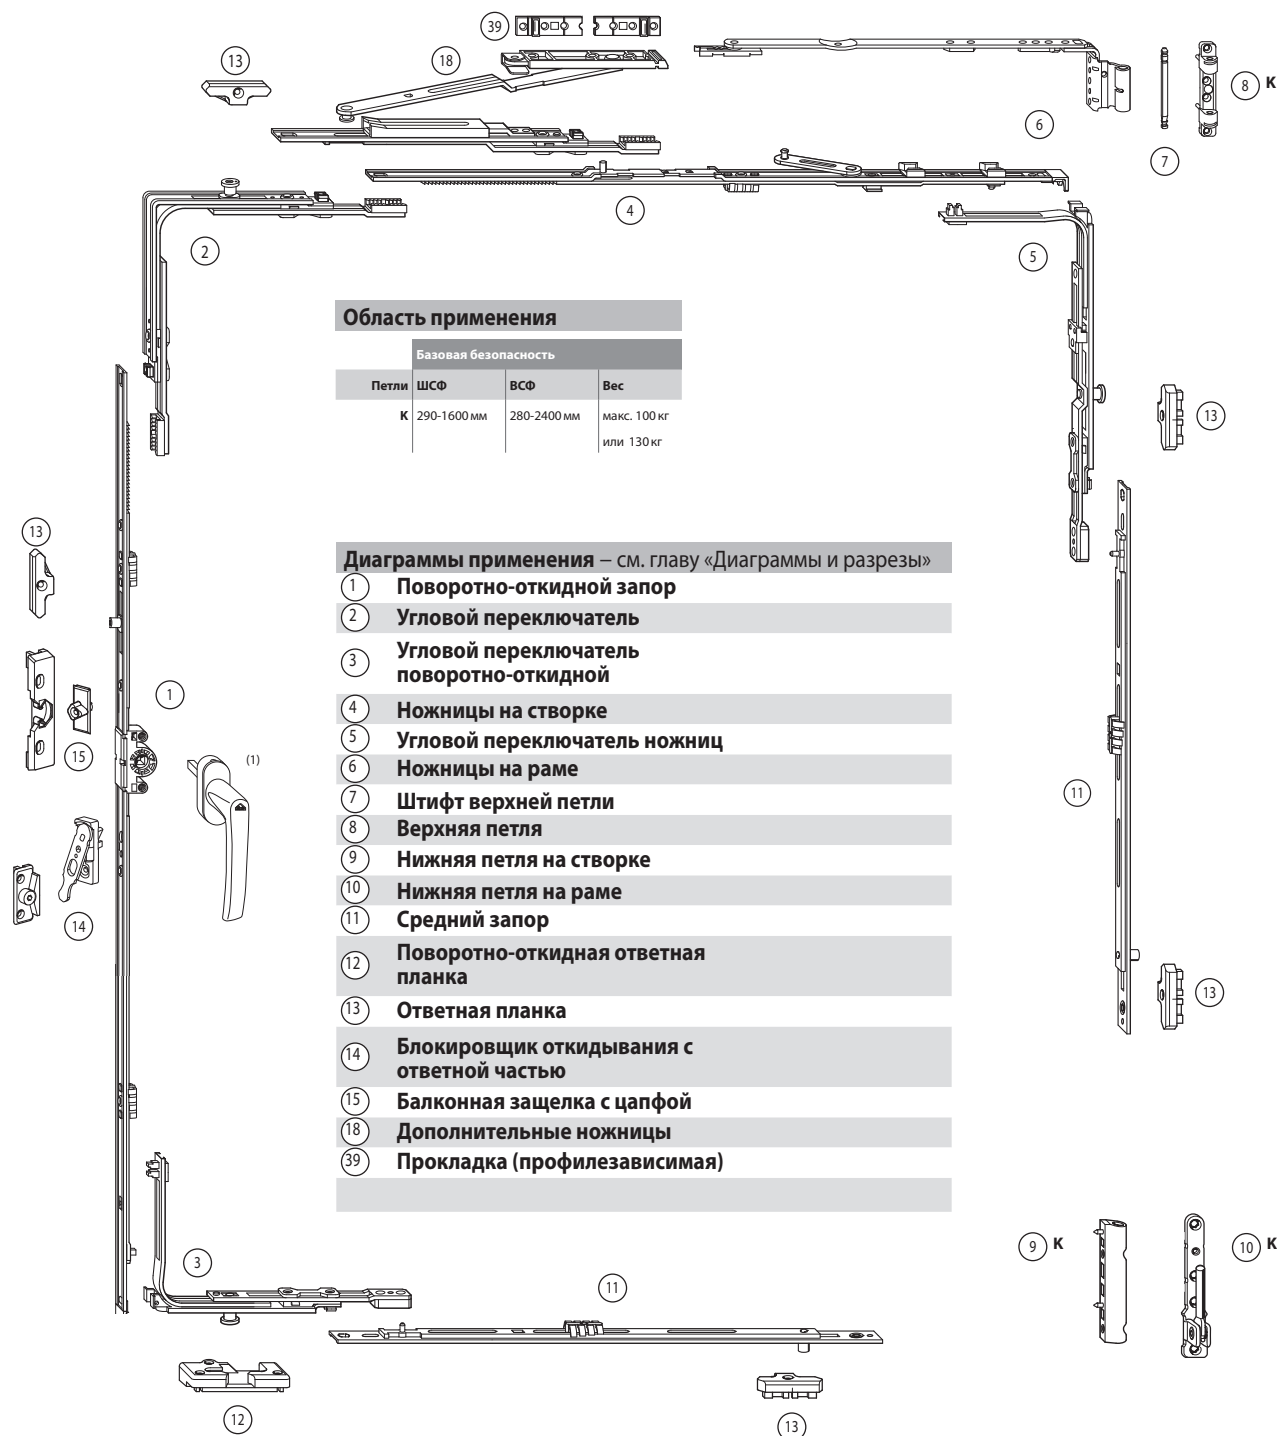 39
13
18
8 K
6
7
4
2
5
Область применения
Базовая безопасность
Петли ШСФ ВСФ Вес
K 290-1600 мм 280-2400 мм макс. 100 кг
или 130 кг
13
13
Диаграммы применения – см. главу «Диаграммы и разрезы»
1 Поворотно-откидной запор
2 Угловой переключатель
3 Угловой переключатель
поворотно-откидной
4 Ножницы на створке
5 Угловой переключатель ножниц
6 Ножницы на раме
7 Штифт верхней петли
8 Верхняя петля
9 Нижняя петля на створке
10 Нижняя петля на раме
11 Средний запор
12 Поворотно-откидная ответная
планка
13 Ответная планка
14 Блокировщик откидывания с
ответной частью
15 Балконная защелка с цапфой
18 Дополнительные ножницы
39 Прокладка (профилезависимая)
1
15
(1)
11
14
13
9 K
10 K
3
11
12
13